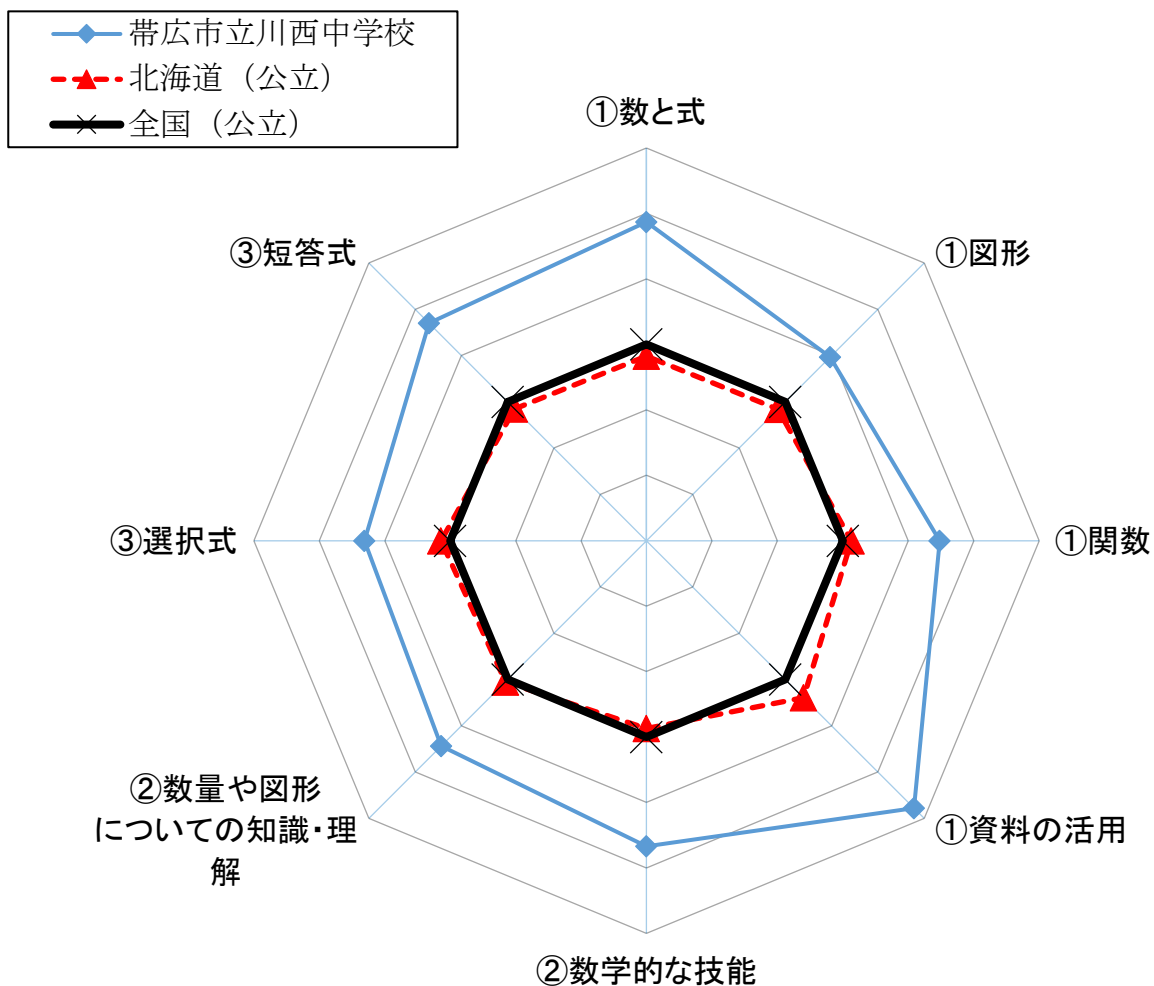 帯広市立川西中学校
北海道（公立）
全国（公立）
①数と式
①図形
①関数
①資料の活用
②数学的な技能
②数量や図形
についての知識・理
解
③選択式
③短答式